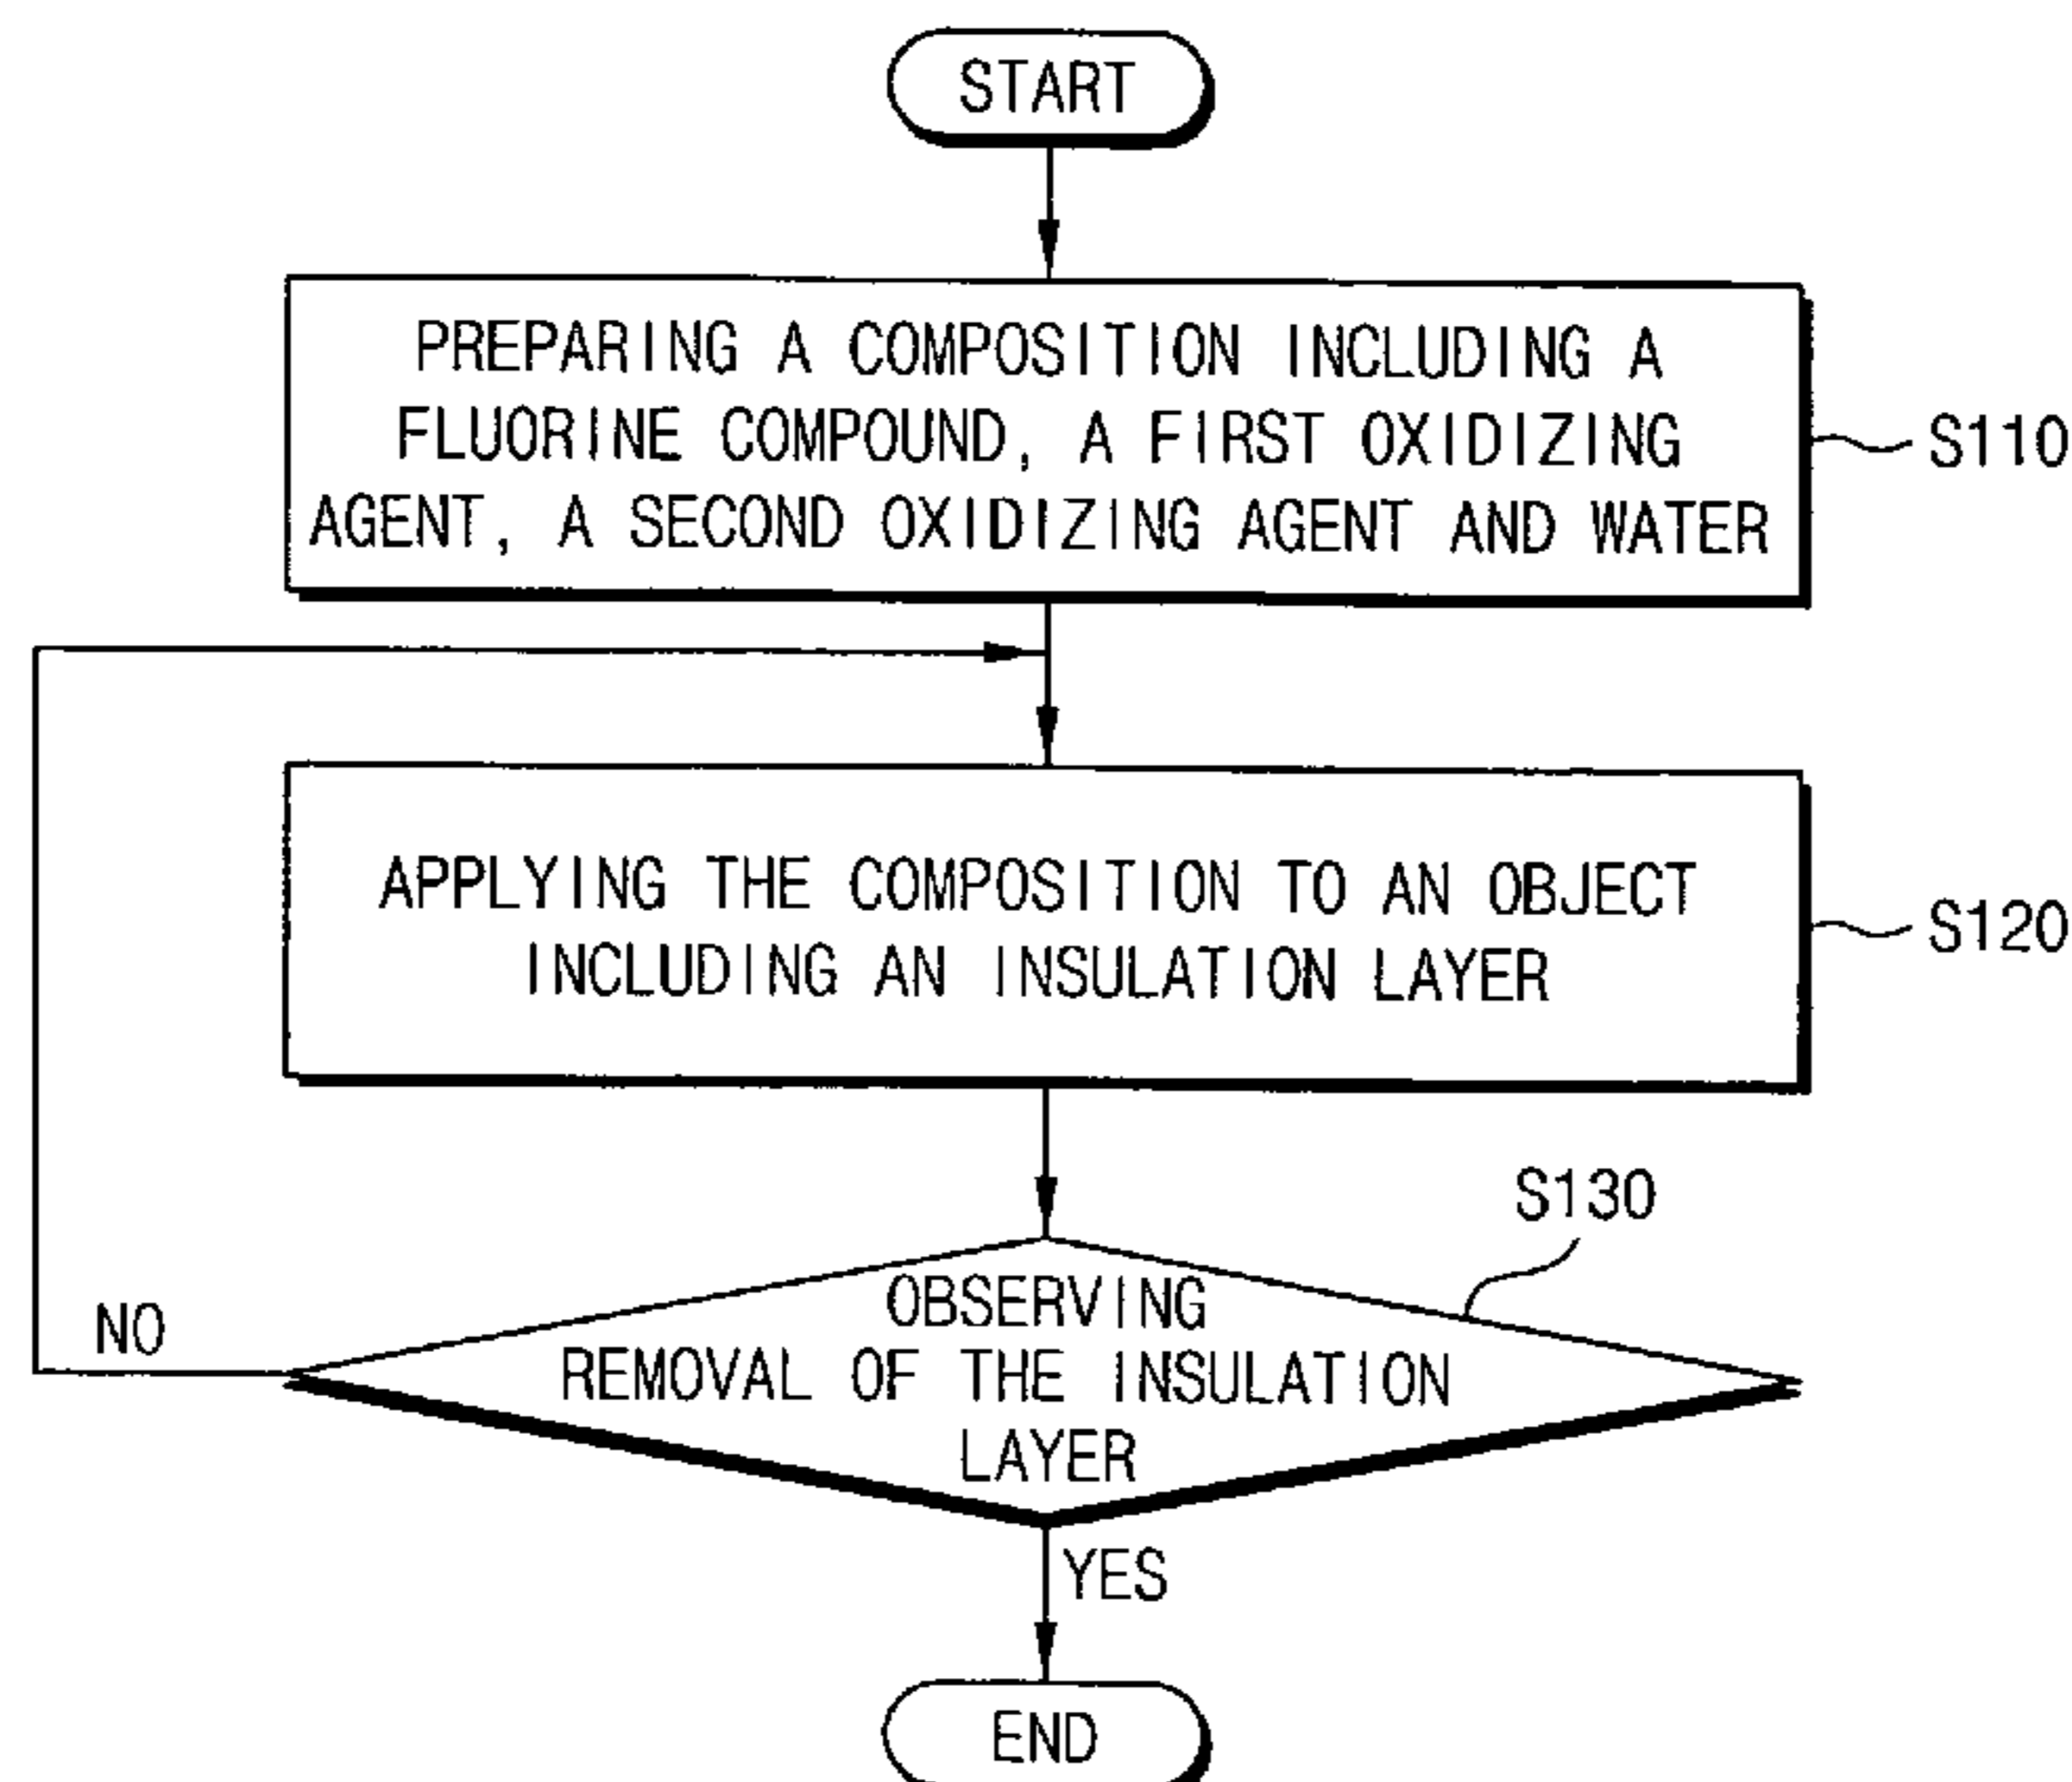 START
PREPARING A COMPOSITION INCLUDING A
FLUORINE COMPOUND, A FIRST OXIDIZING
AGENT, A SECOND OXIDIZING AGENT AND WATER
S110
APPLYING THE COMPOSITION TO AN OBJECT
INCLUDING AN INSULATION LAYER
S120
S130
OBSERVING
REMOVAL OF THE INSULATION
LAYER
NO
YES
END